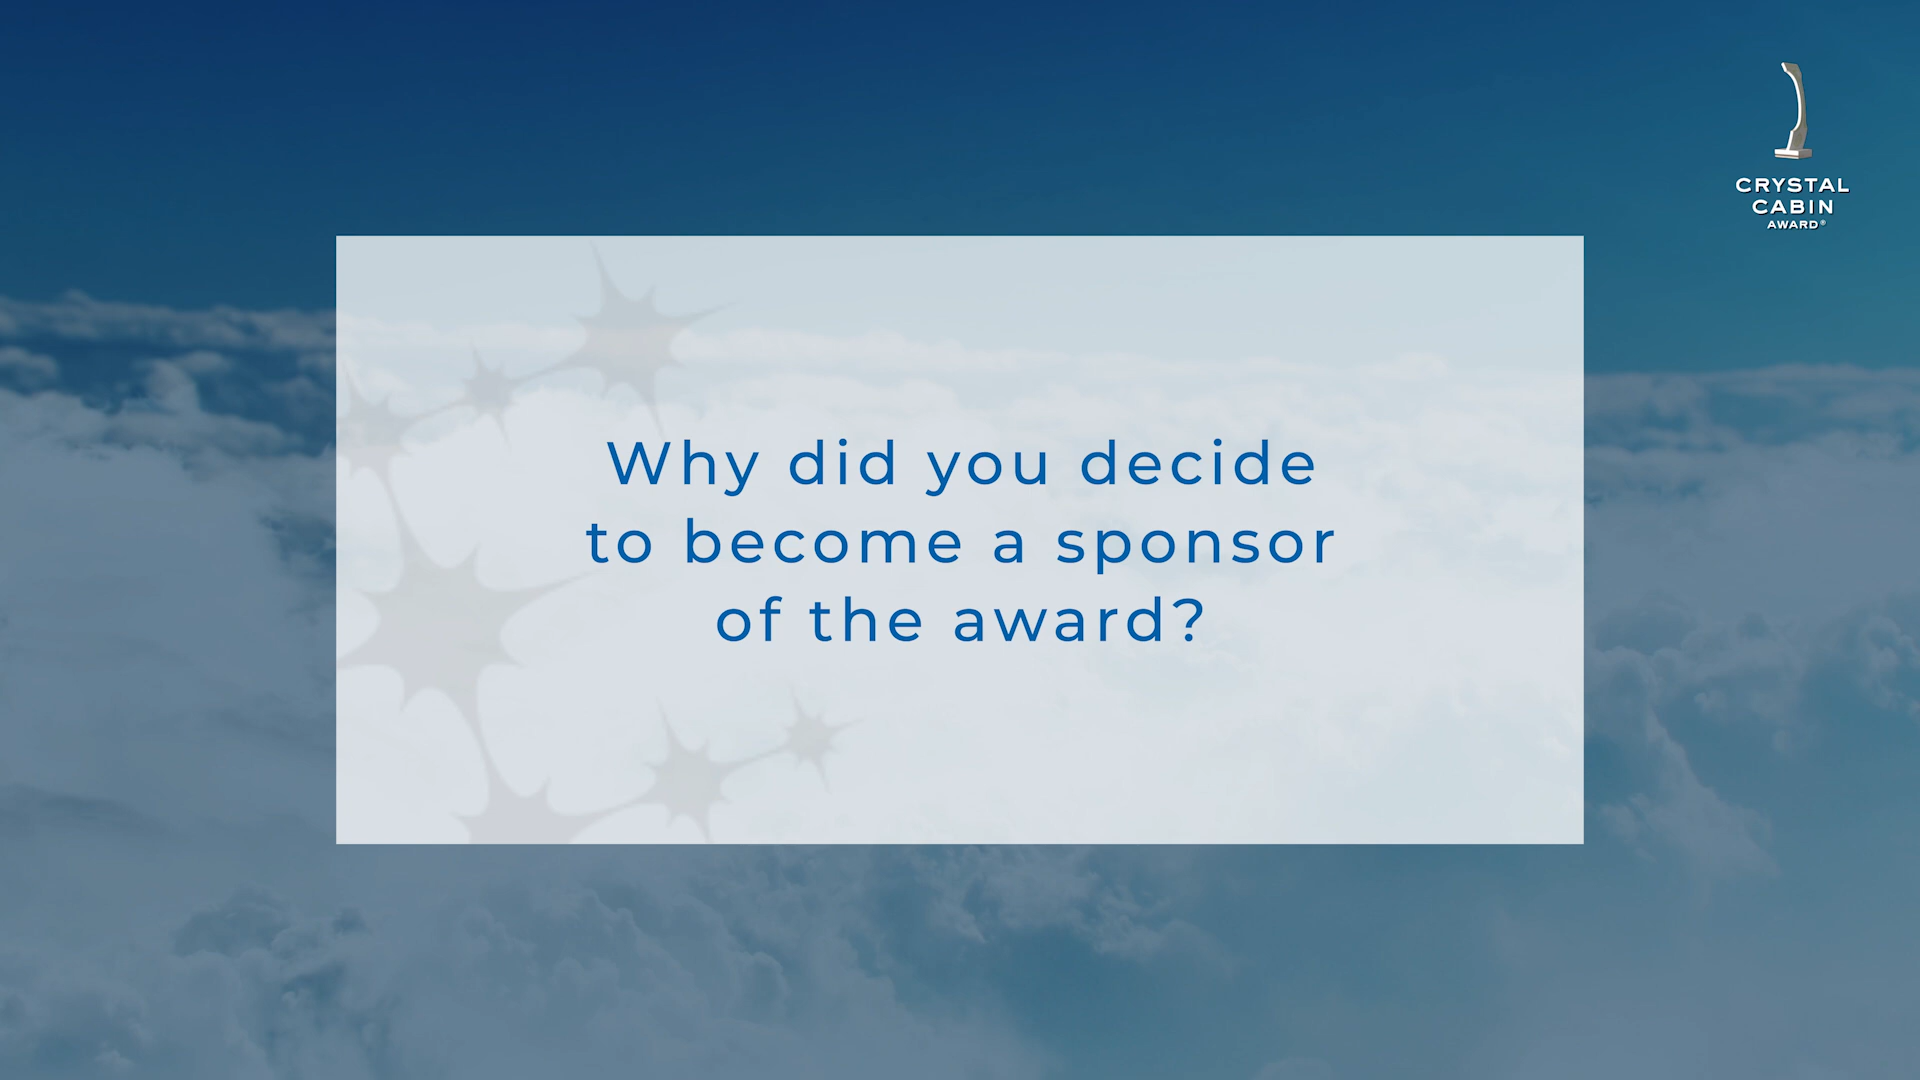 CRYSTAL
CABIN
AWARD®
Why did you decide
to become a sponsor
of the award?